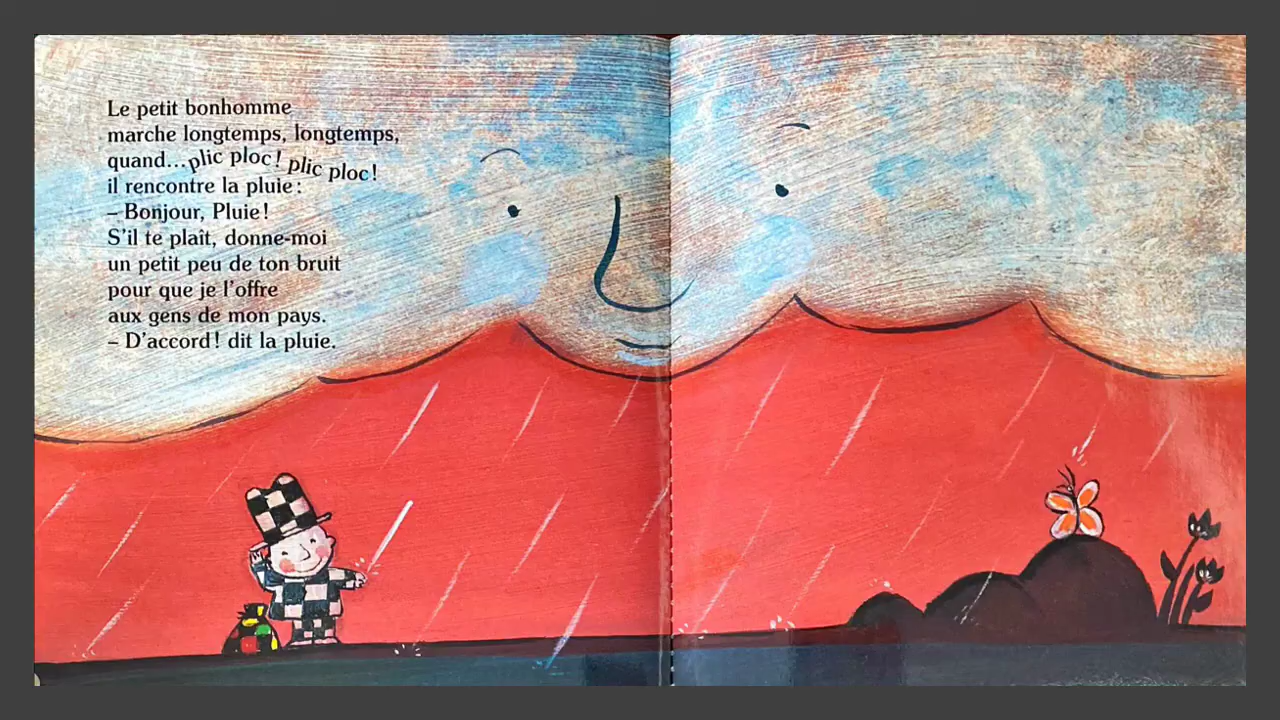 Le petit bonhomme
marche longtemps, longtemps,
quand...plic ploc! plic ploc!
il rencontre la pluie :
– Bonjour, Pluie !
S'il te plaît, donne-moi
un petit peu de ton bruit
pour que je l'offre
aux gens de mon pays.
– D'accord ! dit la pluie.